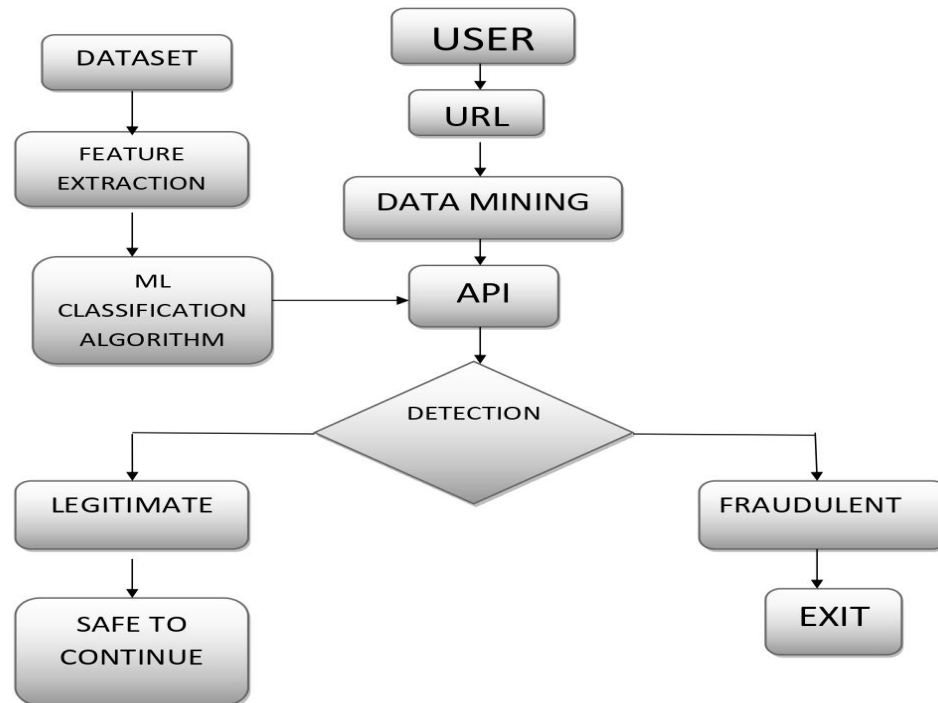 DATASET
USER
URL
FEATURE
EXTRACTION
DATA MINING
ML
CLASSIFICATION
ALGORITHM
API
DETECTION
LEGITIMATE
FRAUDULENT
SAFE TO
CONTINUE
EXIT